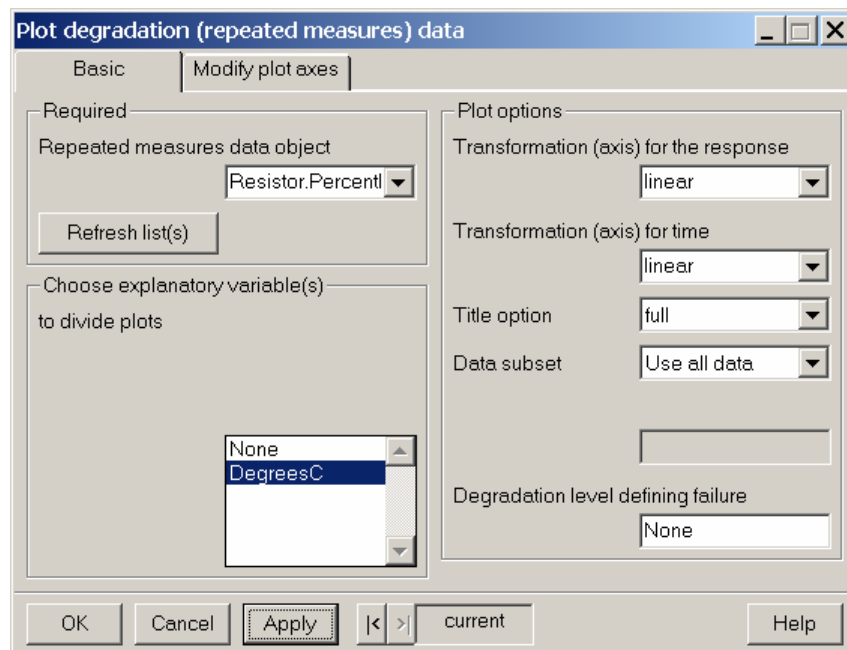 Plot degradation (repeated measures) data
Basic
Modify plot axes
Required
Repeated measures data object
Resistor.Percentl
Refresh list(s)
Choose explanatory variable(s)
to divide plots
None
DegreesC
Plot options
Transformation (axis) for the response
linear
Transformation (axis) for time
linear
Title option
full
Data subset
Use all data
Degradation level defining failure
None
OK
Cancel
Apply
|<
>|
current
Help